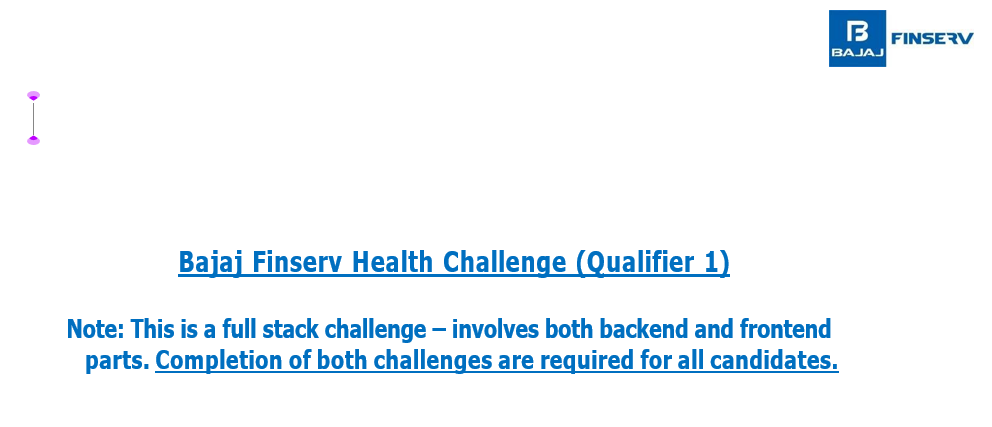 BAJAJ
FINSERV
Bajaj Finserv Health Challenge (Qualifier 1)
Note: This is a full stack challenge – involves both backend and frontend
parts. Completion of both challenges are required for all candidates.